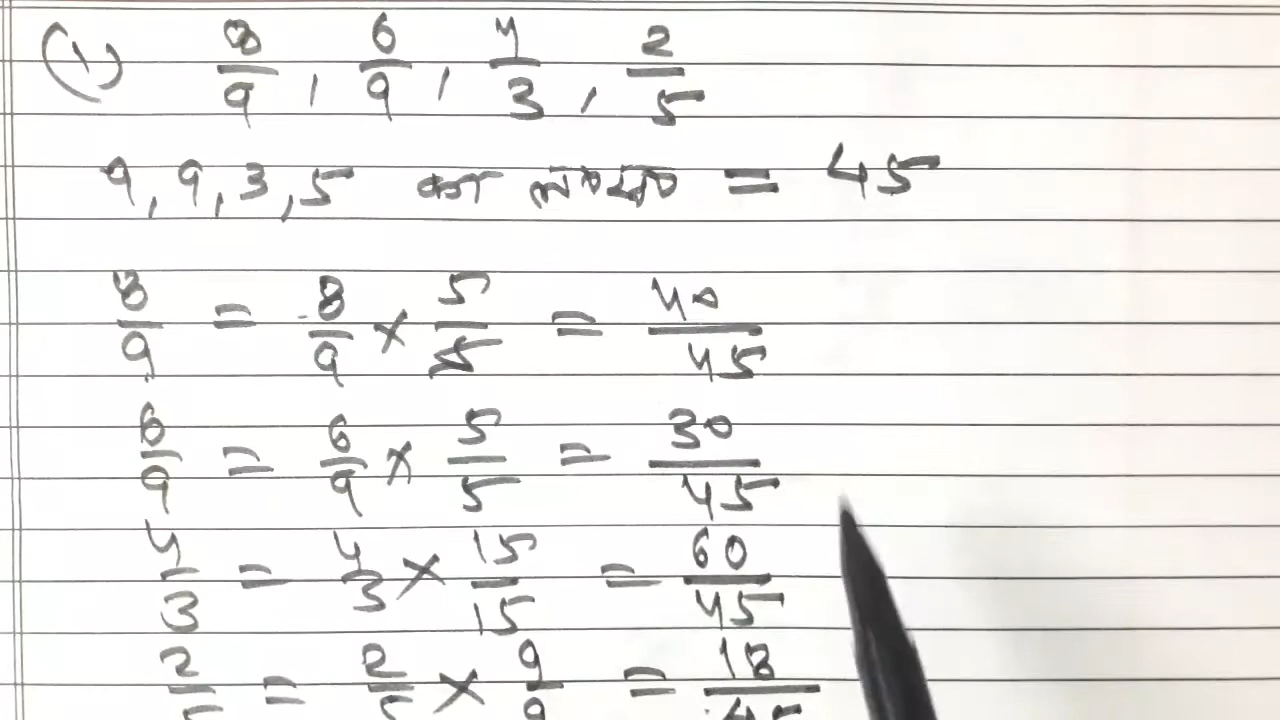 (1) 8/9, 6/9, 4/3, 2/5
9, 9, 3, 5 का ल०स० = 45
8/9 = 8/9 × 5/5 = 40/45
6/9 = 6/9 × 5/5 = 30/45
4/3 = 4/3 × 15/15 = 60/45
2/5 = 2/5 × 9/9 = 18/45